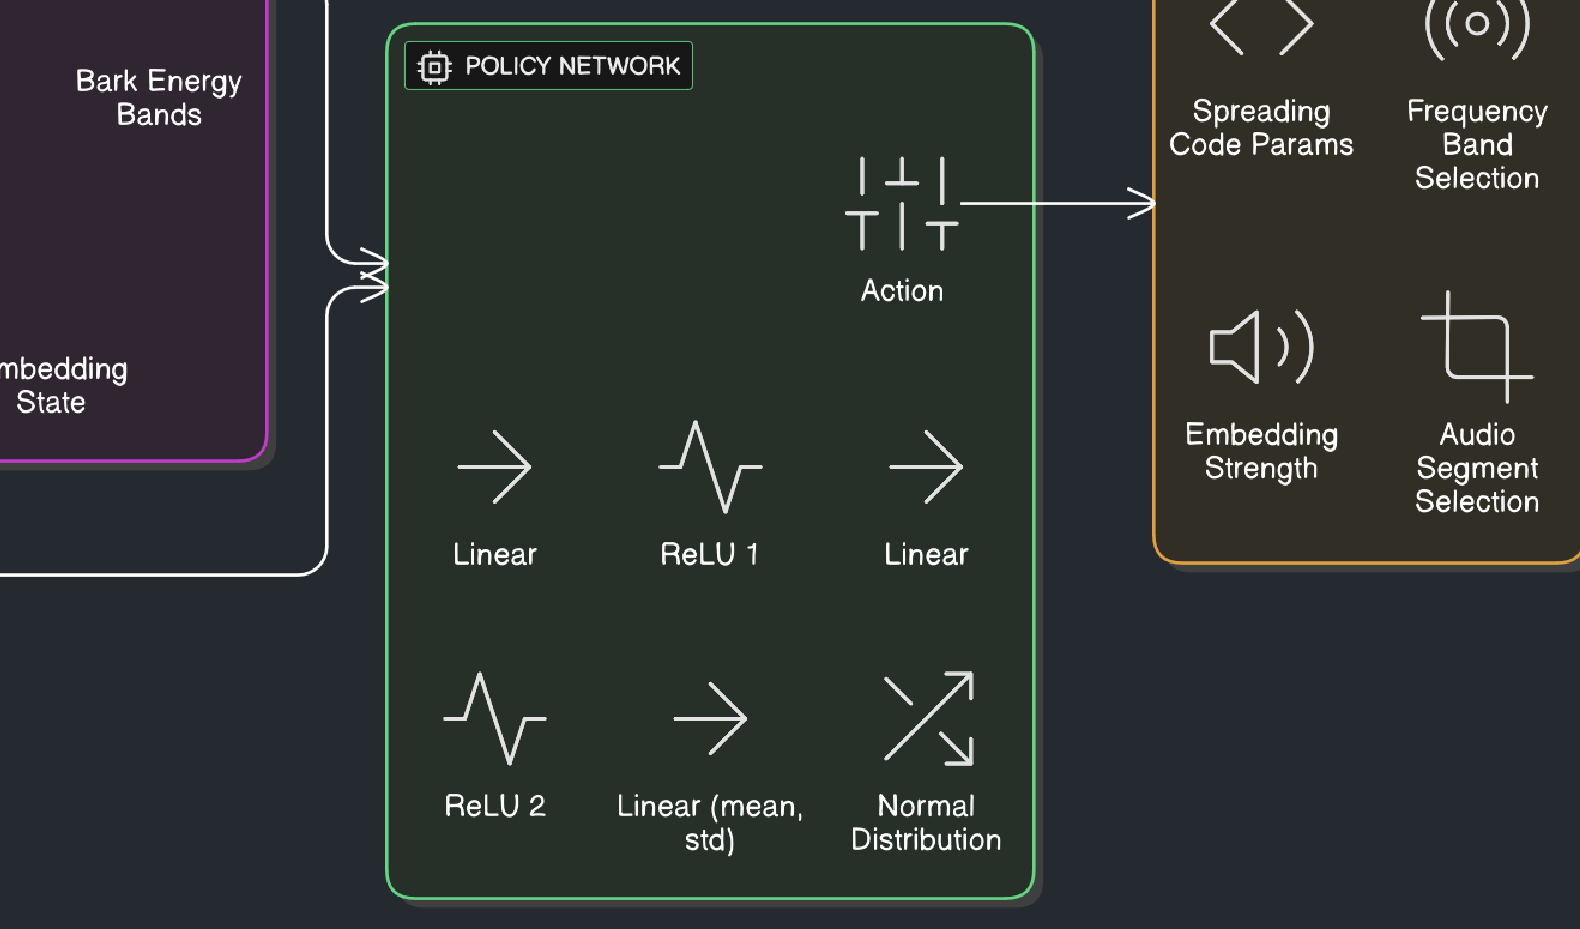 Bark Energy
Bands
State
POLICY NETWORK
Action
Linear
ReLU 1
Linear
ReLU 2
Linear (mean,
std)
Normal
Distribution
Spreading
Code Params
Frequency
Band
Selection
Embedding
Strength
Audio
Segment
Selection